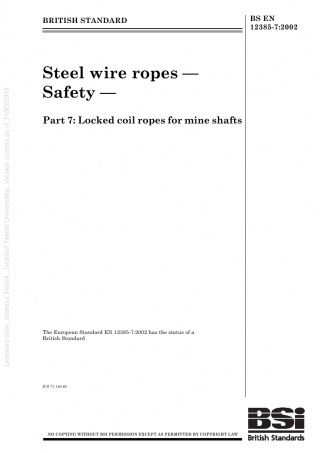 BRITISH STANDARD
BS EN
12385-7:2002
Steel wire ropes —
Safety —
Part 7: Locked coil ropes for mine shafts
The European Standard EN 12385-7:2002 has the status of a
British Standard
ICS 77.140.65
NO COPYING WITHOUT BSI PERMISSION EXCEPT AS PERMITTED BY COPYRIGHT LAW
BSi
British Standards